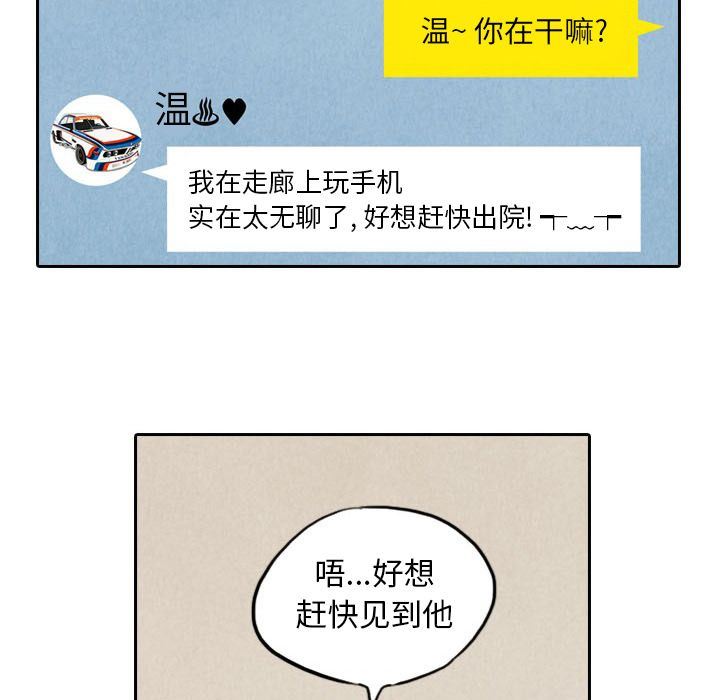 温~ 你在干嘛?
温♨♥
我在走廊上玩手机
实在太无聊了, 好想赶快出院! ┭﹏┮
唔...好想
赶快见到他